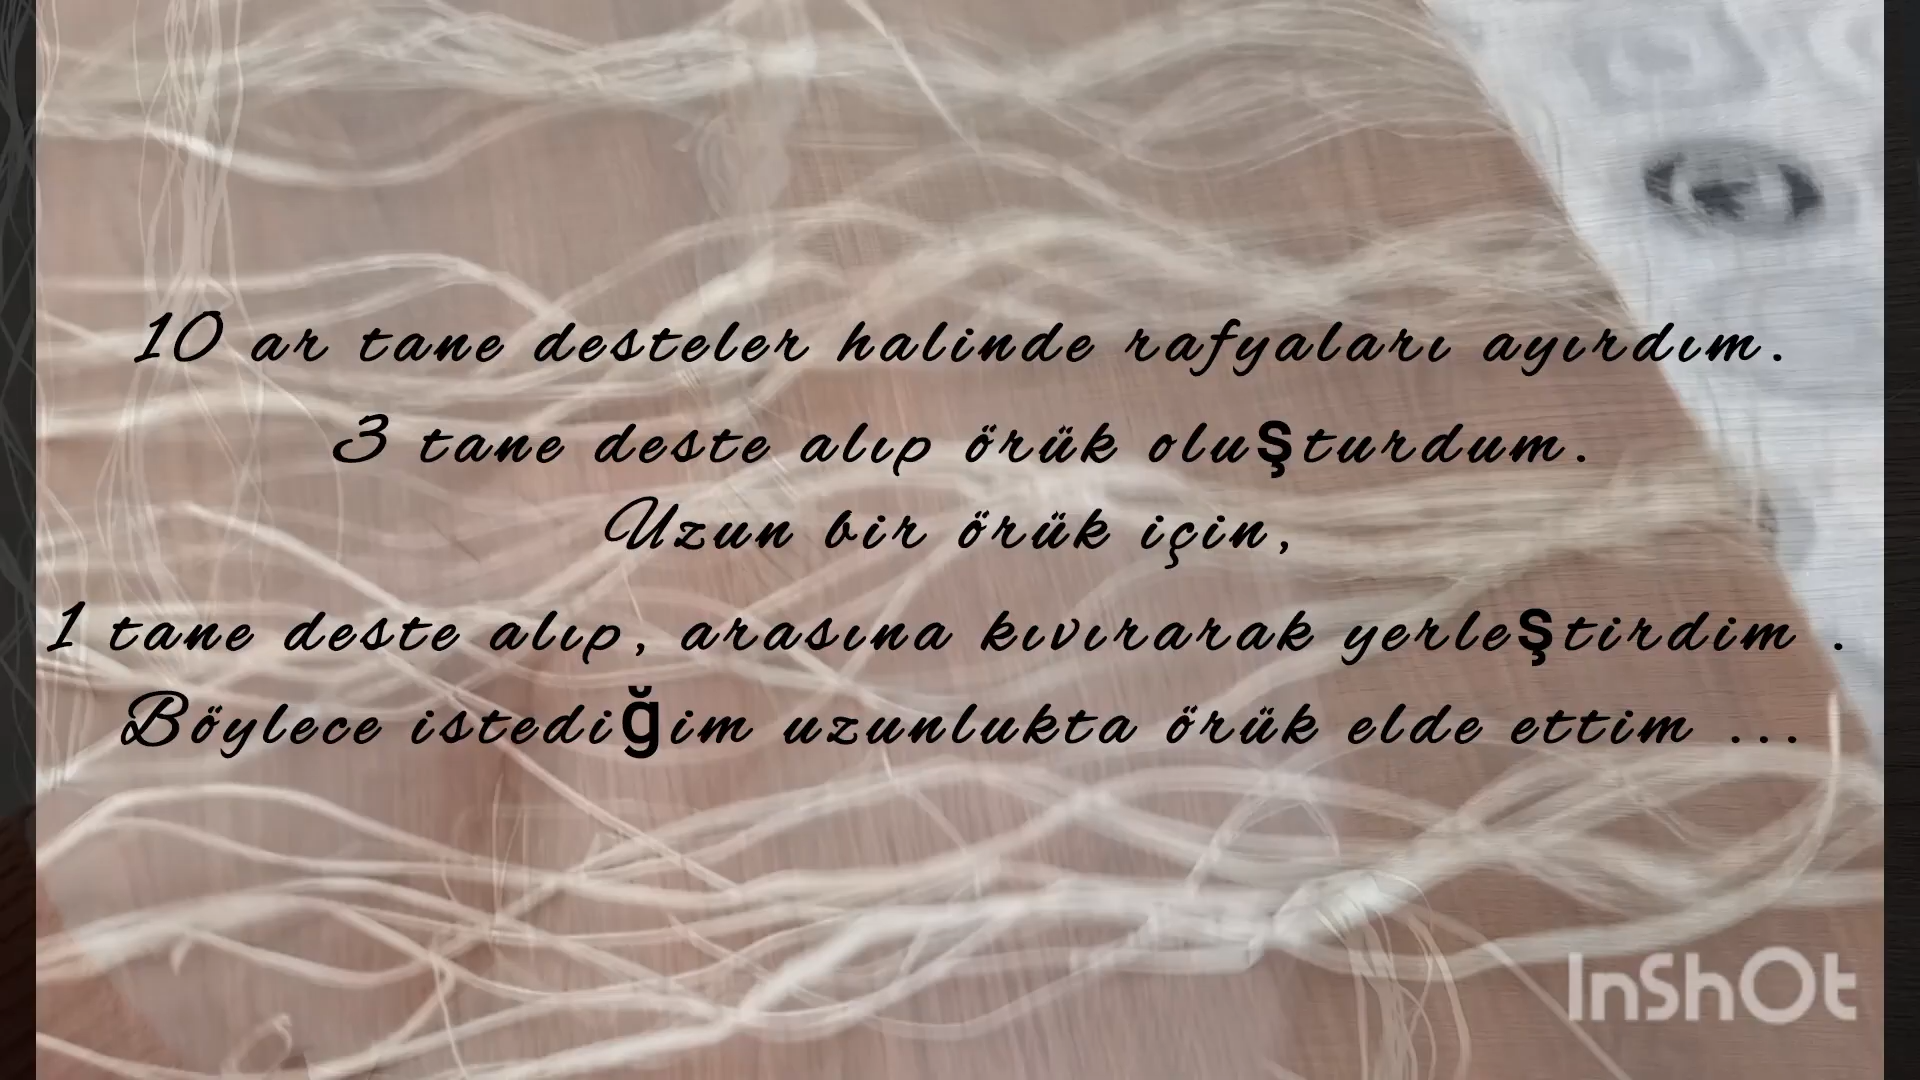 10 ar tane desteler halinde rafyaları ayırdım.
3 tane deste alıp örük oluşturdum.
Uzun bir örük için,
1 tane deste alıp, arasına kıvırarak yerleştirdim .
Böylece istediğim uzunlukta örük elde ettim ...
InShOt